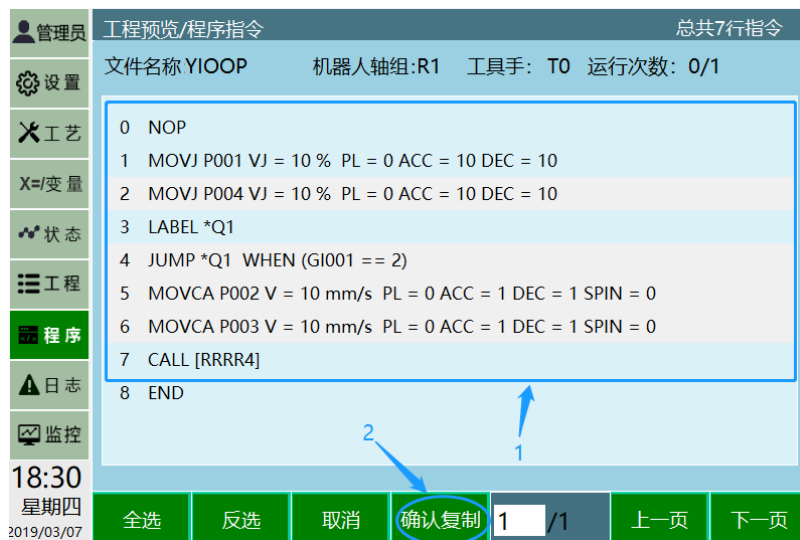 管理员
设置
工艺
X=/变量
状态
工程
程序
日志
监控
18:30
星期四
2019/03/07
工程预览/程序指令 总共7行指令
文件名称:YIOOP 机器人轴组:R1 工具手: T0 运行次数: 0/1
0 NOP
1 MOVJ P001 VJ = 10 % PL = 0 ACC = 10 DEC = 10
2 MOVJ P004 VJ = 10 % PL = 0 ACC = 10 DEC = 10
3 LABEL *Q1
4 JUMP *Q1 WHEN (GI001 == 2)
5 MOVCA P002 V = 10 mm/s PL = 0 ACC = 1 DEC = 1 SPIN = 0
6 MOVCA P003 V = 10 mm/s PL = 0 ACC = 1 DEC = 1 SPIN = 0
7 CALL [RRRR4]
8 END
2
1
全选 反选 取消 确认复制 1 /1 上一页 下一页